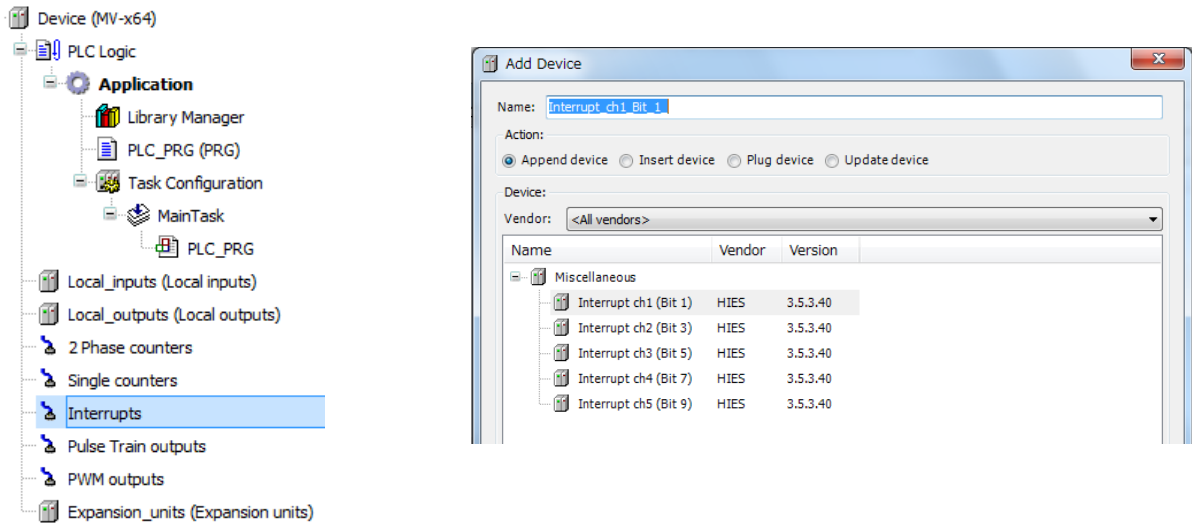 Device (MV-x64)
PLC Logic
Application
Library Manager
PLC_PRG (PRG)
Task Configuration
MainTask
PLC_PRG
Local_inputs (Local inputs)
Local_outputs (Local outputs)
2 Phase counters
Single counters
Interrupts
Pulse Train outputs
PWM outputs
Expansion_units (Expansion units)
Add Device
Name: Interrupt_ch1_Bit_1_
Action:
Append device Insert device Plug device Update device
Device:
Vendor: <All vendors>
Name Vendor Version
Miscellaneous
Interrupt ch1 (Bit 1) HIES 3.5.3.40
Interrupt ch2 (Bit 3) HIES 3.5.3.40
Interrupt ch3 (Bit 5) HIES 3.5.3.40
Interrupt ch4 (Bit 7) HIES 3.5.3.40
Interrupt ch5 (Bit 9) HIES 3.5.3.40